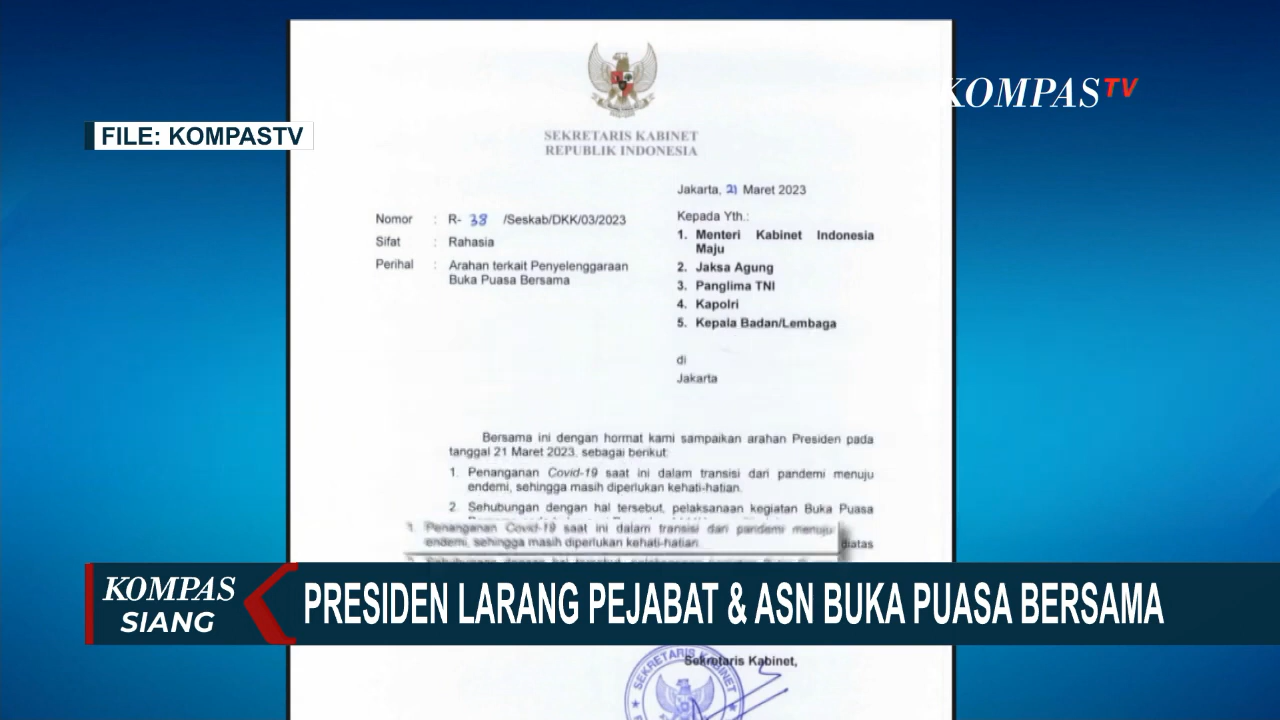 KOMPASTV
FILE: KOMPASTV
SEKRETARIS KABINET
REPUBLIK INDONESIA
Jakarta, 21 Maret 2023
Nomor : R- 38 /Seskab/DKK/03/2023
Sifat : Rahasia
Perihal : Arahan terkait Penyelenggaraan
Buka Puasa Bersama
Kepada Yth.:
1. Menteri Kabinet Indonesia
Maju
2. Jaksa Agung
3. Panglima TNI
4. Kapolri
5. Kepala Badan/Lembaga
di
Jakarta
Bersama ini dengan hormat kami sampaikan arahan Presiden pada
tanggal 21 Maret 2023, sebagai berikut:
1. Penanganan Covid-19 saat ini dalam transisi dari pandemi menuju
endemi, sehingga masih diperlukan kehati-hatian.
2. Sehubungan dengan hal tersebut, pelaksanaan kegiatan Buka Puasa
1. Penanganan Covid-19 saat ini dalam transisi dari pandemi menuju
endemi, sehingga masih diperlukan kehati-hatian.
diatas
KOMPAS
SIANG
PRESIDEN LARANG PEJABAT & ASN BUKA PUASA BERSAMA
Sekretaris Kabinet,
SEKRETARIS KABINET